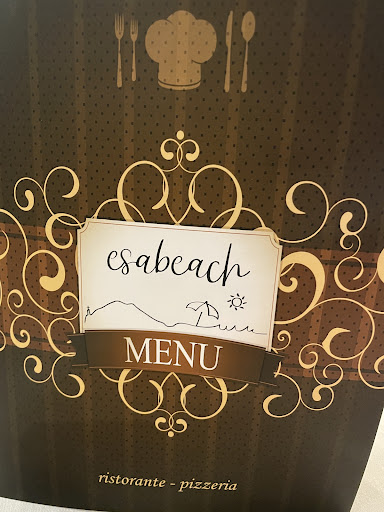 esabeach
MENU
ristorante - pizzeria